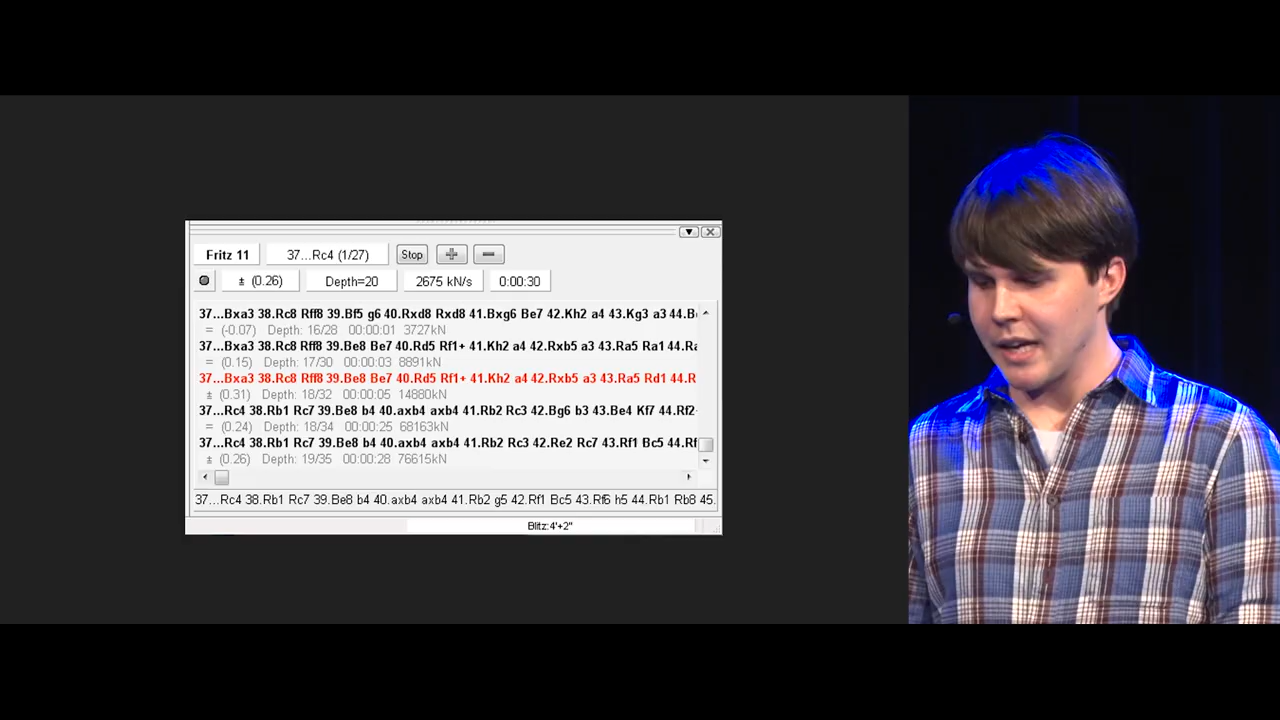 Fritz 11
37...Rc4 (1/27)
Stop
± (0.26)
Depth=20
2675 kN/s
0:00:30
37...Bxa3 38.Rc8 Rff8 39.Bf5 g6 40.Rxd8 Rxd8 41.Bxg6 Be7 42.Kh2 a4 43.Kg3 a3 44.B
= (-0.07) Depth: 16/28 00:00:01 3727kN
37...Bxa3 38.Rc8 Rff8 39.Be8 Be7 40.Rd5 Rf1+ 41.Kh2 a4 42.Rxb5 a3 43.Ra5 Ra1 44.Ra
= (0.15) Depth: 17/30 00:00:03 8891kN
37...Bxa3 38.Rc8 Rff8 39.Be8 Be7 40.Rd5 Rf1+ 41.Kh2 a4 42.Rxb5 a3 43.Ra5 Rd1 44.R
± (0.31) Depth: 18/32 00:00:05 14880kN
37...Rc4 38.Rb1 Rc7 39.Be8 b4 40.axb4 axb4 41.Rb2 Rc3 42.Bg6 b3 43.Be4 Kf7 44.Rf2
= (0.24) Depth: 18/34 00:00:25 68163kN
37...Rc4 38.Rb1 Rc7 39.Be8 b4 40.axb4 axb4 41.Rb2 Rc3 42.Re2 Rc7 43.Rf1 Bc5 44.Rf
± (0.26) Depth: 19/35 00:00:28 76615kN
37...Rc4 38.Rb1 Rc7 39.Be8 b4 40.axb4 axb4 41.Rb2 g5 42.Rf1 Bc5 43.Rf6 h5 44.Rb1 Rb8 45.
Blitz:4'+2"